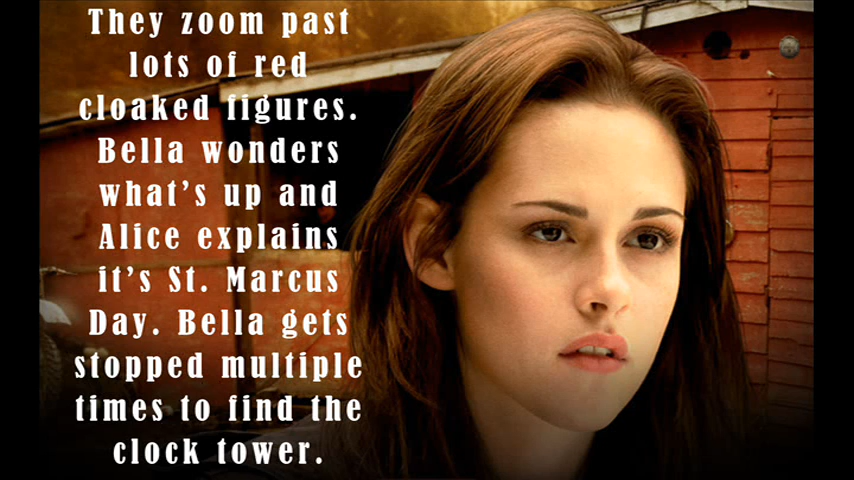 They zoom past
lots of red
cloaked figures.
Bella wonders
what's up and
Alice explains
it's St. Marcus
Day. Bella gets
stopped multiple
times to find the
clock tower.